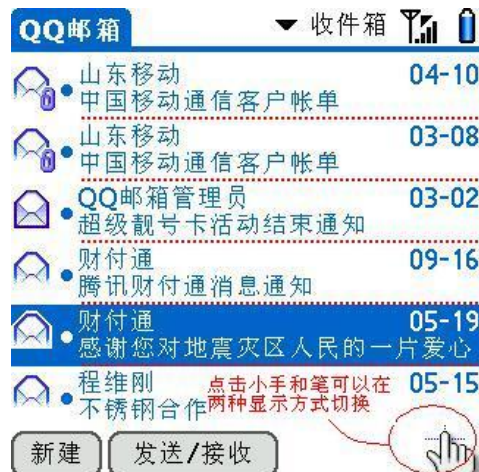 QQ邮箱 收件箱
山东移动 04-10
中国移动通信客户帐单
山东移动 03-08
中国移动通信客户帐单
QQ邮箱管理员 03-02
超级靓号卡活动结束通知
财付通 09-16
腾讯财付通消息通知
财付通 05-19
感谢您对地震灾区人民的一片爱心
程维刚 05-15
不锈钢合作
点击小手和笔可以在
两种显示方式切换
新建 发送/接收